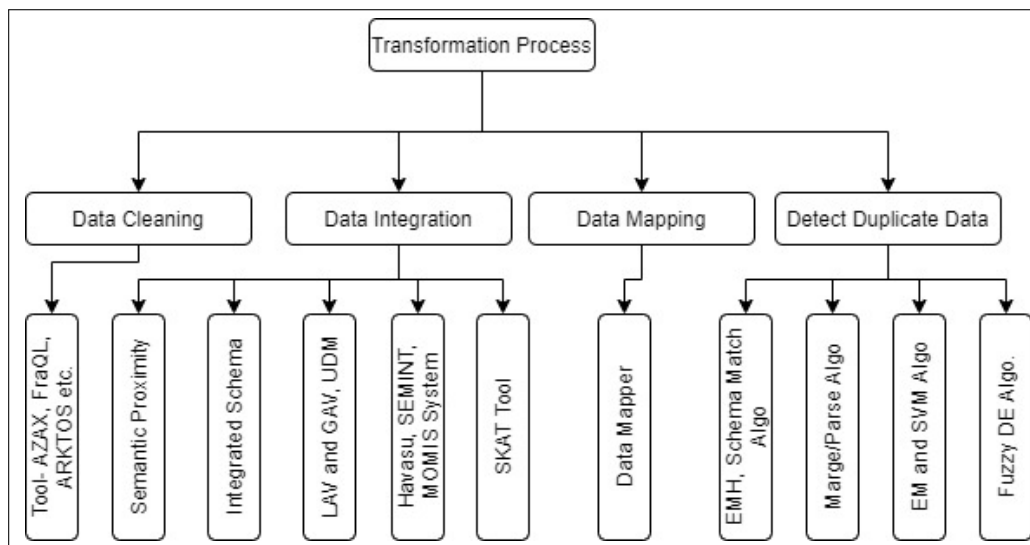 Transformation Process
Data Cleaning
Data Integration
Data Mapping
Detect Duplicate Data
Tool- AZAX, FraQL,
ARKTOS etc.
Semantic Proximity
Integrated Schema
LAV and GAV, UDM
Havasu, SEMINT,
MOMIS System
SKAT Tool
Data Mapper
EMH, Schema Match
Algo
Marge/Parse Algo
EM and SVM Algo
Fuzzy DE Algo.